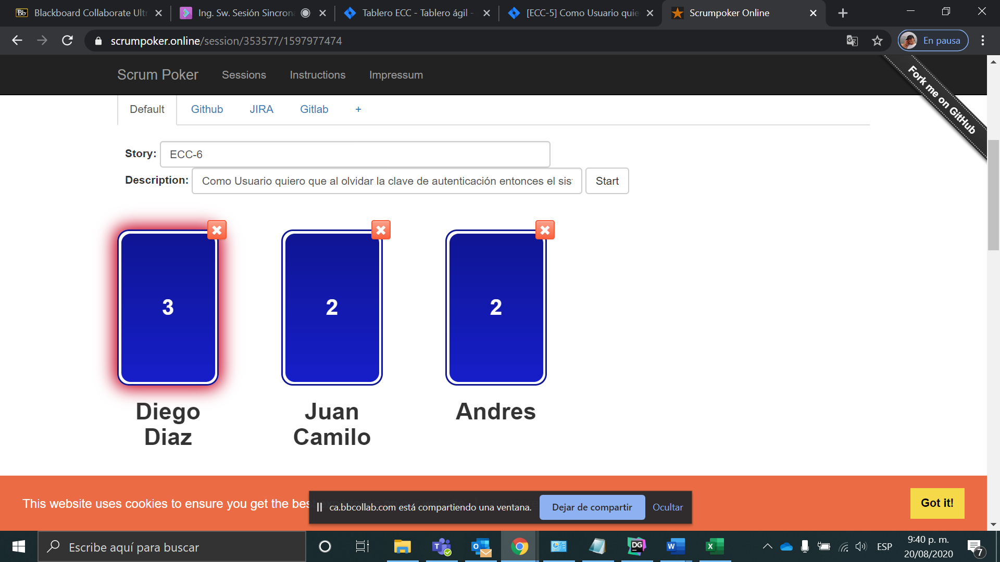 Blackboard Collaborate Ultr
Ing. Sw. Sesión Sincrona
Tablero ECC - Tablero ágil -
[ECC-5] Como Usuario quie
Scrumpoker Online
scrumpoker.online/session/353577/1597977474
En pausa
Scrum Poker
Sessions
Instructions
Impressum
Fork me on GitHub
Default
Github
JIRA
Gitlab
+
Story: ECC-6
Description: Como Usuario quiero que al olvidar la clave de autenticación entonces el sis
Start
3
2
2
Diego
Diaz
Juan
Camilo
Andres
This website uses cookies to ensure you get the bes
ca.bbcollab.com está compartiendo una ventana.
Dejar de compartir
Ocultar
Got it!
Escribe aquí para buscar
ESP
9:40 p. m.
20/08/2020
7